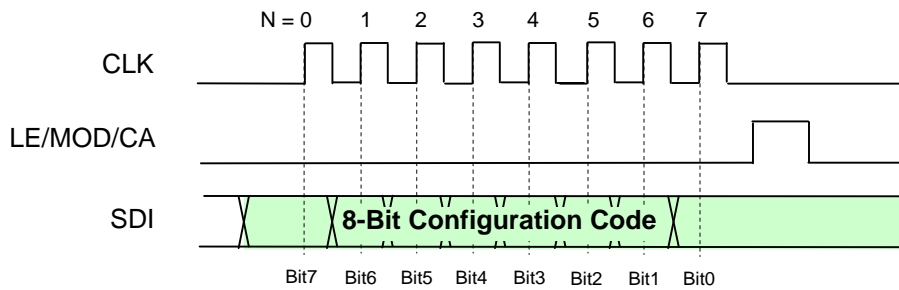 N = 0 1 2 3 4 5 6 7
CLK
LE/MOD/CA
SDI
8-Bit Configuration Code
Bit7 Bit6 Bit5 Bit4 Bit3 Bit2 Bit1 Bit0